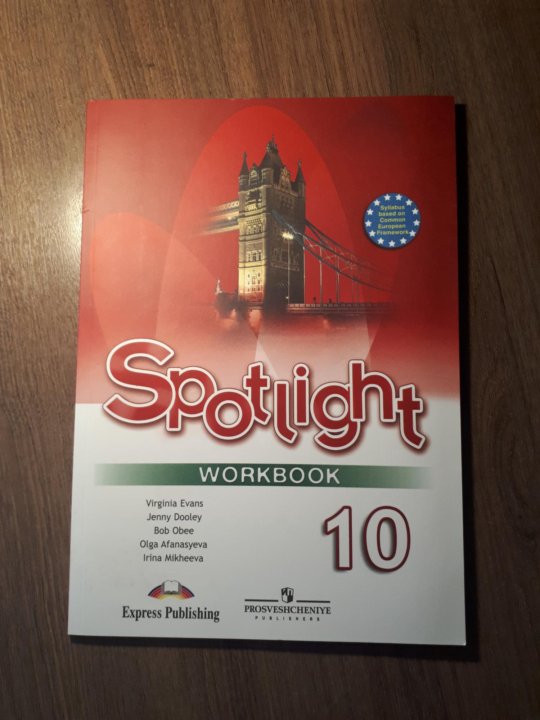 Syllabus
based on
Common
European
Framework
Spotlight
WORKBOOK
Virginia Evans
Jenny Dooley
Bob Obee
Olga Afanasyeva
Irina Mikheeva
10
Express Publishing
PROSVESHCHENIYE
PUBLISHERS